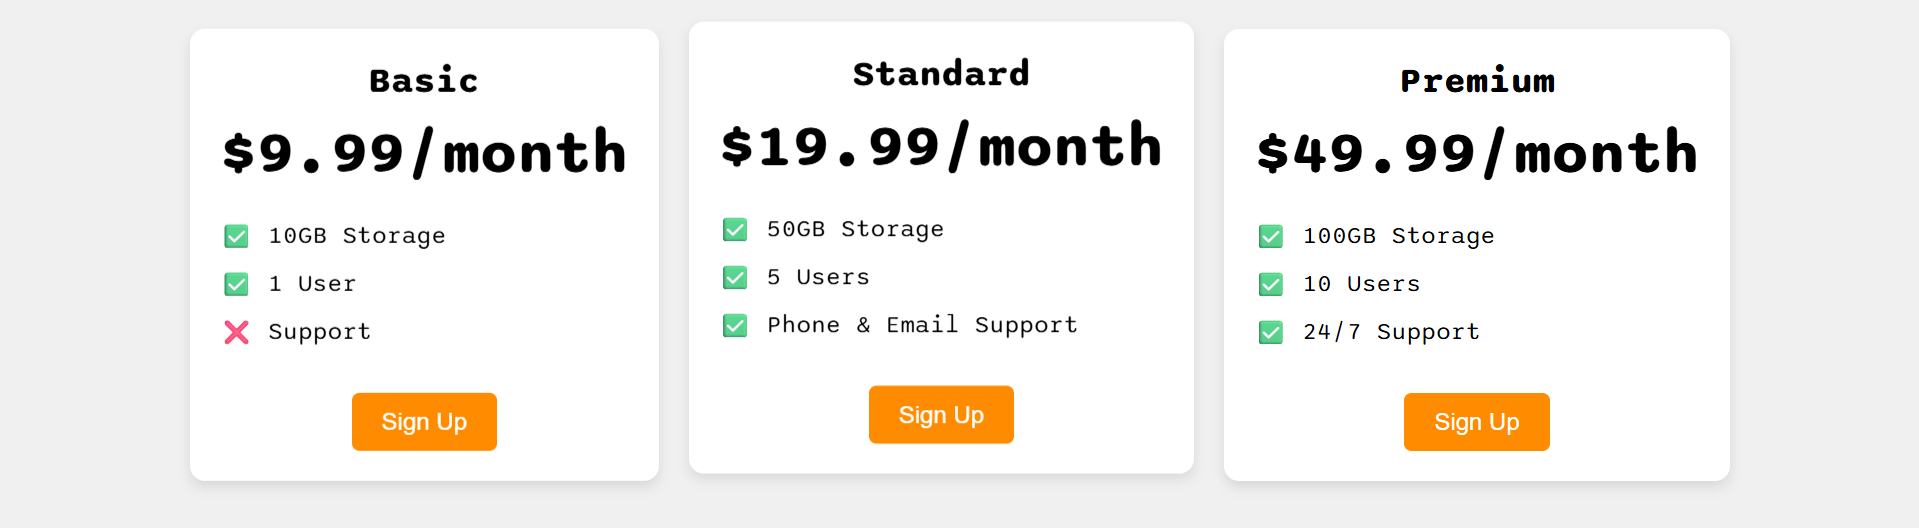 Basic
$9.99/month
✅ 10GB Storage
✅ 1 User
❌ Support
Sign Up
Standard
$19.99/month
✅ 50GB Storage
✅ 5 Users
✅ Phone & Email Support
Sign Up
Premium
$49.99/month
✅ 100GB Storage
✅ 10 Users
✅ 24/7 Support
Sign Up